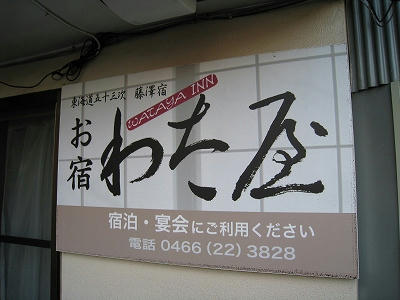 東海道五十三次 藤澤宿
WATAYA INN
お宿
わた屋
宿泊・宴会にご利用ください
電話 0466 (22) 3828